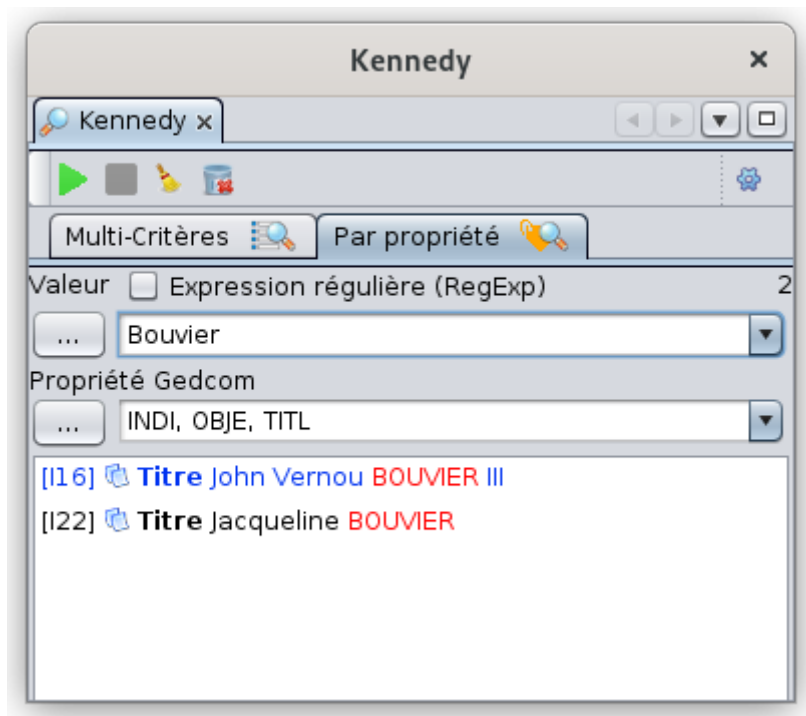 Kennedy
Kennedy
Multi-Critères Par propriété
Valeur Expression régulière (RegExp) 2
... Bouvier
Propriété Gedcom
... INDI, OBJE, TITL
[I16] Titre John Vernou BOUVIER III
[I22] Titre Jacqueline BOUVIER